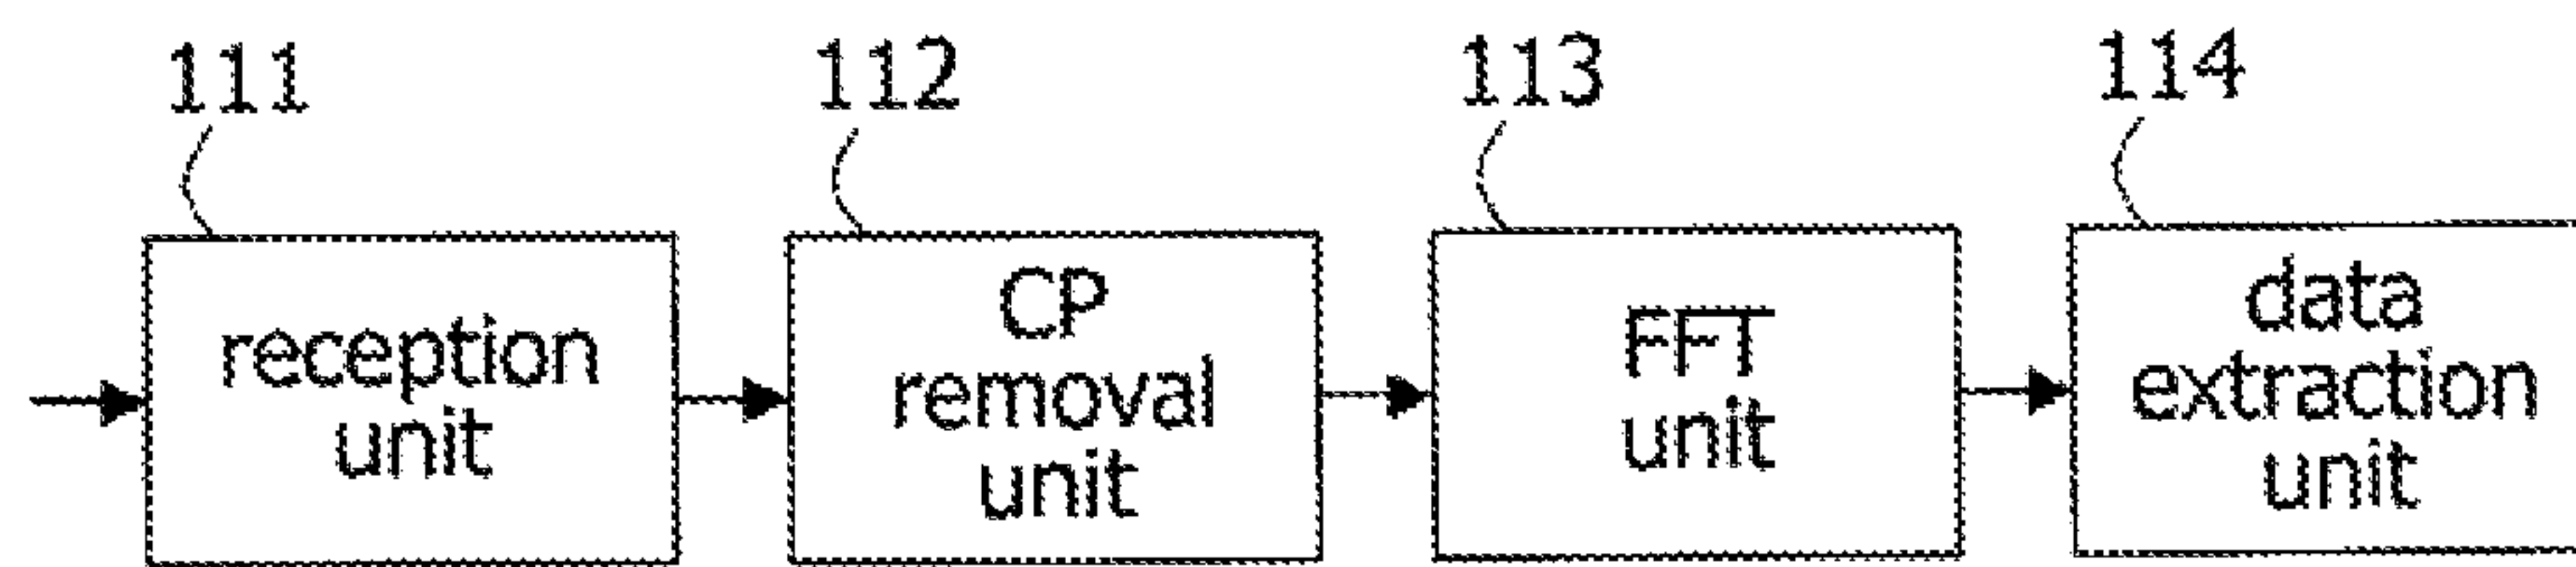 111
112
113
114
reception
unit
CP
removal
unit
FFT
unit
data
extraction
unit